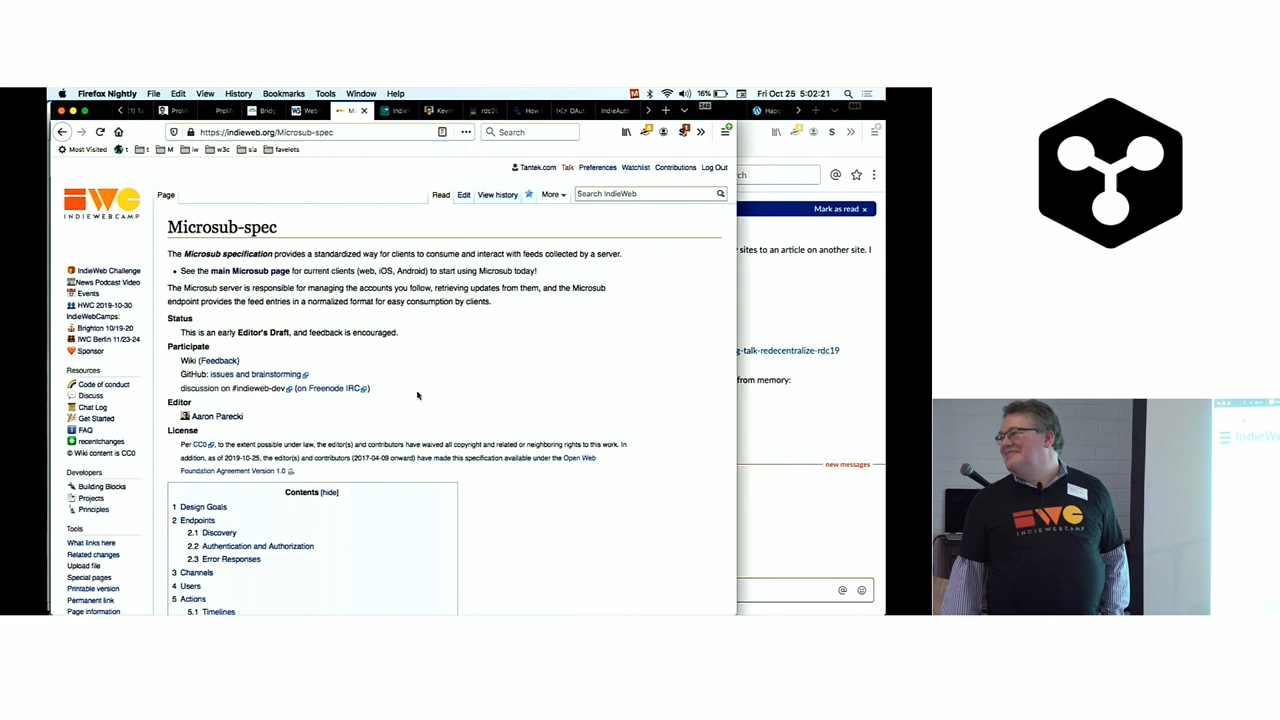 Firefox Nightly File Edit View History Bookmarks Tools Window Help 16% Fri Oct 25 5:02:21
https://indieweb.org/Microsub-spec
Search
Most Visited t t M iw w3c sia favelets
Tantek.com Talk Preferences Watchlist Contributions Log Out
Page Read Edit View history More Search IndieWeb
INDIEWEBCAMP
Microsub-spec
The Microsub specification provides a standardized way for clients to consume and interact with feeds collected by a server.
See the main Microsub page for current clients (web, iOS, Android) to start using Microsub today!
The Microsub server is responsible for managing the accounts you follow, retrieving updates from them, and the Microsub
endpoint provides the feed entries in a normalized format for easy consumption by clients.
Status
This is an early Editor's Draft, and feedback is encouraged.
Participate
Wiki (Feedback)
GitHub: issues and brainstorming
discussion on #indieweb-dev (on Freenode IRC)
Editor
Aaron Parecki
License
Per CC0, to the extent possible under law, the editor(s) and contributors have waived all copyright and related or neighboring rights to this work. In
addition, as of 2019-10-25, the editor(s) and contributors (2017-04-09 onward) have made this specification available under the Open Web
Foundation Agreement Version 1.0.
Contents [hide]
1 Design Goals
2 Endpoints
2.1 Discovery
2.2 Authentication and Authorization
2.3 Error Responses
3 Channels
4 Users
5 Actions
5.1 Timelines
IndieWeb Challenge
News Podcast Video
Events
HWC 2019-10-30
IndieWebCamps:
Brighton 10/19-20
IWC Berlin 11/23-24
Sponsor
Resources
Code of conduct
Discuss
Chat Log
Get Started
FAQ
recentchanges
© Wiki content is CC0
Developers
Building Blocks
Projects
Principles
Tools
What links here
Related changes
Upload file
Special pages
Printable version
Permanent link
Page information
Mark as read
sites to an article on another site. I
g-talk-redecentralize-rdc19
from memory:
new messages
INDIEWEBCAMP
IndieWe